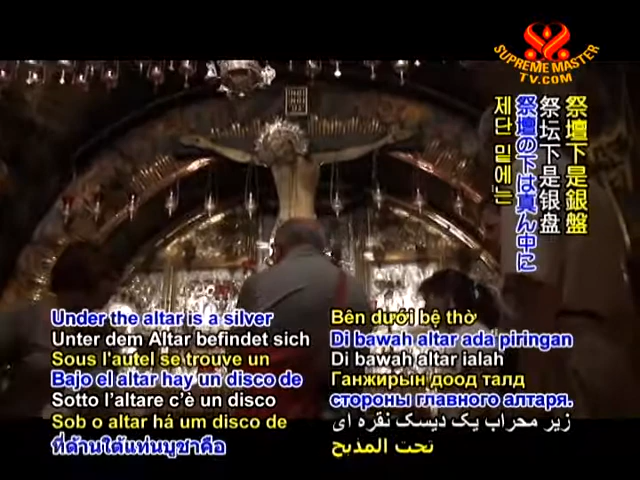 SUPREME MASTER
TV.COM
祭壇下是銀盤
祭坛下是银盘
祭壇の下は真ん中に
제단 밑에는
Under the altar is a silver
Unter dem Altar befindet sich
Sous l'autel se trouve un
Bajo el altar hay un disco de
Sotto l'altare c'è un disco
Sob o altar há um disco de
ที่ด้านใต้แท่นบูชาคือ
Bên dưới bệ thờ
Di bawah altar ada piringan
Di bawah altar ialah
Ганжирын доод талд
стороны главного алтаря.
زیر محراب یک دیسک نقره ای
تحت المذبح